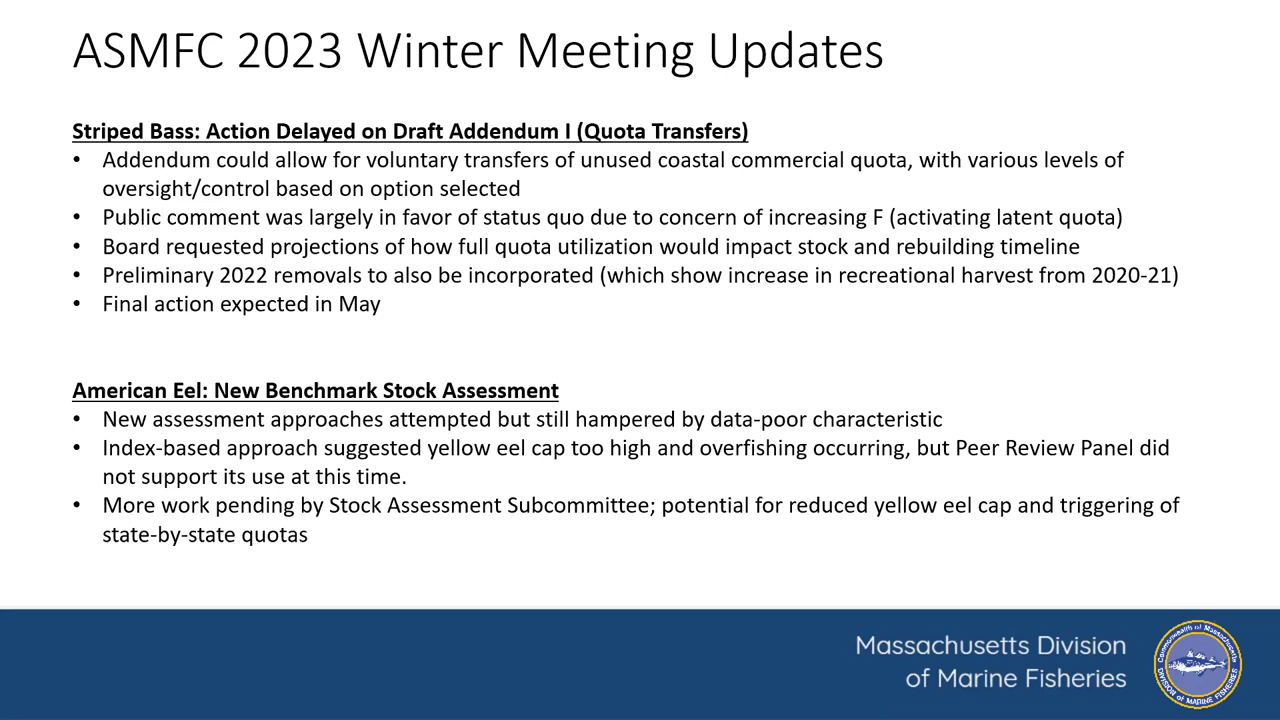 ASMFC 2023 Winter Meeting Updates
Striped Bass: Action Delayed on Draft Addendum I (Quota Transfers)
• Addendum could allow for voluntary transfers of unused coastal commercial quota, with various levels of
oversight/control based on option selected
• Public comment was largely in favor of status quo due to concern of increasing F (activating latent quota)
• Board requested projections of how full quota utilization would impact stock and rebuilding timeline
• Preliminary 2022 removals to also be incorporated (which show increase in recreational harvest from 2020-21)
• Final action expected in May
American Eel: New Benchmark Stock Assessment
• New assessment approaches attempted but still hampered by data-poor characteristic
• Index-based approach suggested yellow eel cap too high and overfishing occurring, but Peer Review Panel did
not support its use at this time.
• More work pending by Stock Assessment Subcommittee; potential for reduced yellow eel cap and triggering of
state-by-state quotas
Massachusetts Division
of Marine Fisheries
Commonwealth of Massachusetts
DIVISION of MARINE FISHERIES